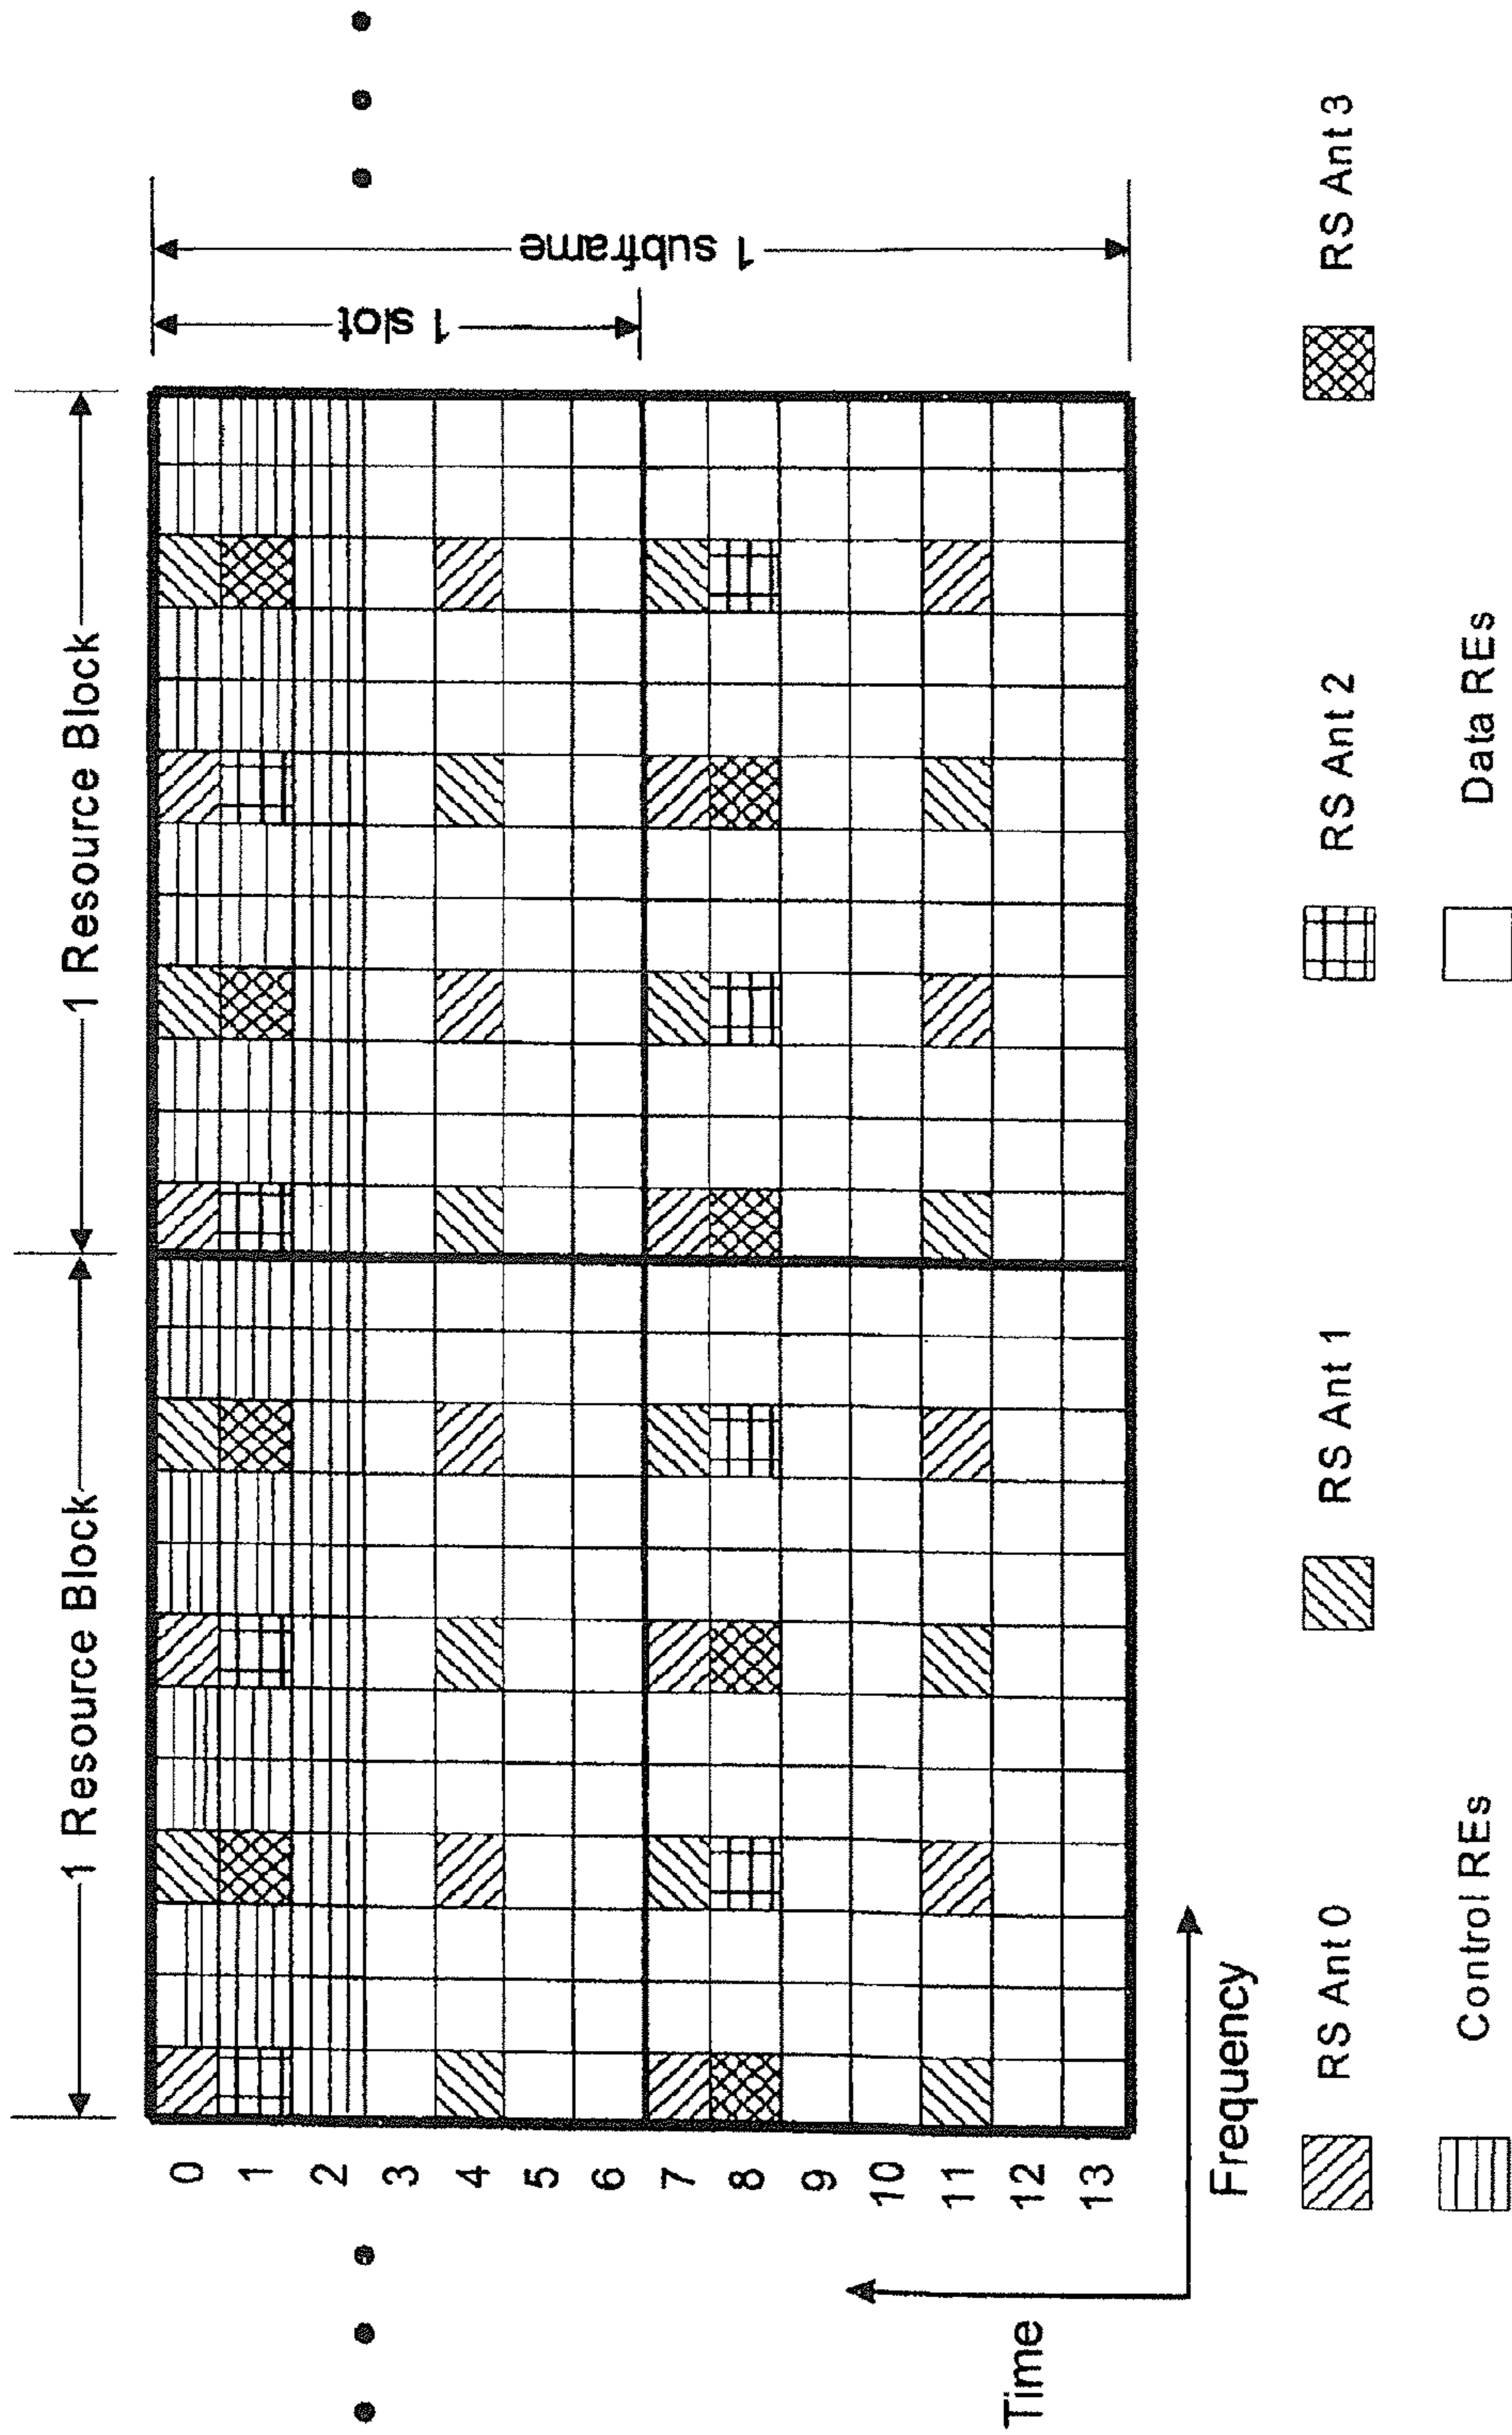 1 Resource Block
1 Resource Block
0
1
2
3
4
5
6
7
8
9
10
11
12
13
1 slot
1 subframe
Time
Frequency
RS Ant 0
RS Ant 1
RS Ant 2
RS Ant 3
Control REs
Data REs